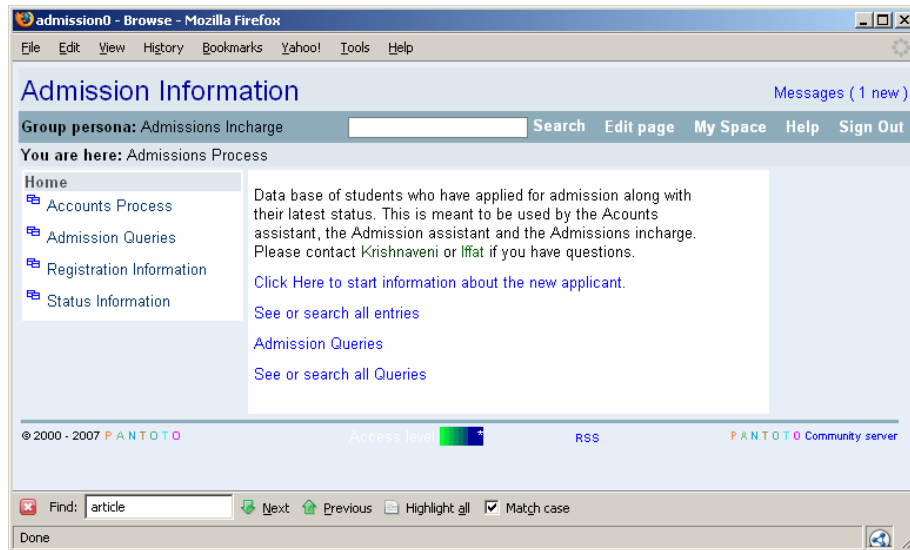 admission0 - Browse - Mozilla Firefox
File Edit View History Bookmarks Yahoo! Tools Help
Admission Information
Messages ( 1 new )
Group persona: Admissions Incharge Search Edit page My Space Help Sign Out
You are here: Admissions Process
Home
Accounts Process
Admission Queries
Registration Information
Status Information
Data base of students who have applied for admission along with
their latest status. This is meant to be used by the Acounts
assistant, the Admission assistant and the Admissions incharge.
Please contact Krishnaveni or Iffat if you have questions.
Click Here to start information about the new applicant.
See or search all entries
Admission Queries
See or search all Queries
© 2000 - 2007 P A N T O T O Access level * RSS P A N T O T O Community server
Find: article Next Previous Highlight all Match case
Done